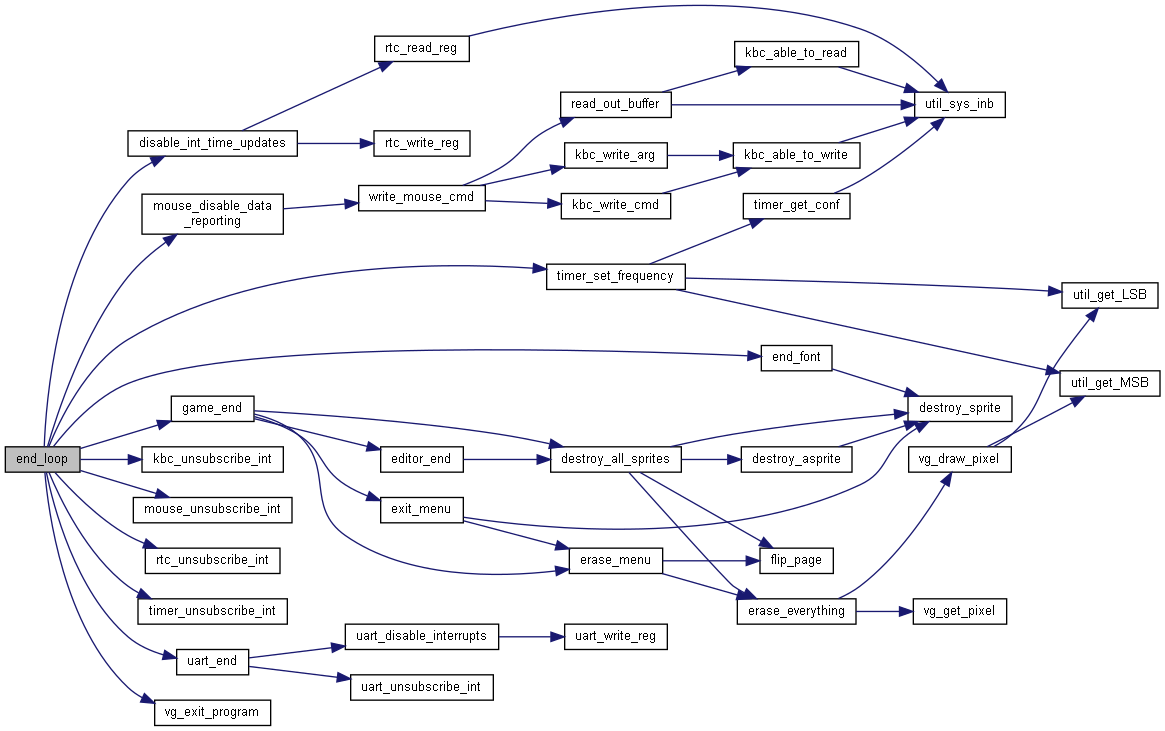 rtc_read_reg
kbc_able_to_read
read_out_buffer
util_sys_inb
disable_int_time_updates
rtc_write_reg
kbc_write_arg
kbc_able_to_write
mouse_disable_data
_reporting
write_mouse_cmd
kbc_write_cmd
timer_get_conf
timer_set_frequency
util_get_LSB
end_font
util_get_MSB
game_end
destroy_sprite
end_loop
kbc_unsubscribe_int
editor_end
destroy_all_sprites
destroy_asprite
vg_draw_pixel
mouse_unsubscribe_int
exit_menu
rtc_unsubscribe_int
erase_menu
flip_page
timer_unsubscribe_int
erase_everything
vg_get_pixel
uart_disable_interrupts
uart_write_reg
uart_end
uart_unsubscribe_int
vg_exit_program